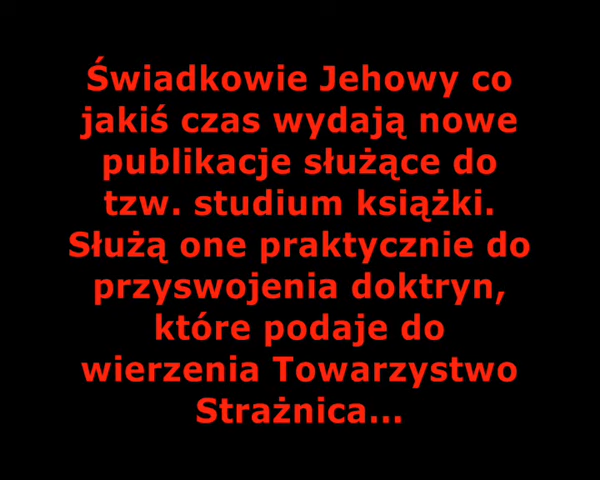 Świadkowie Jehowy co
jakiś czas wydają nowe
publikacje służące do
tzw. studium książki.
Służą one praktycznie do
przyswojenia doktryn,
które podaje do
wierzenia Towarzystwo
Strażnica...